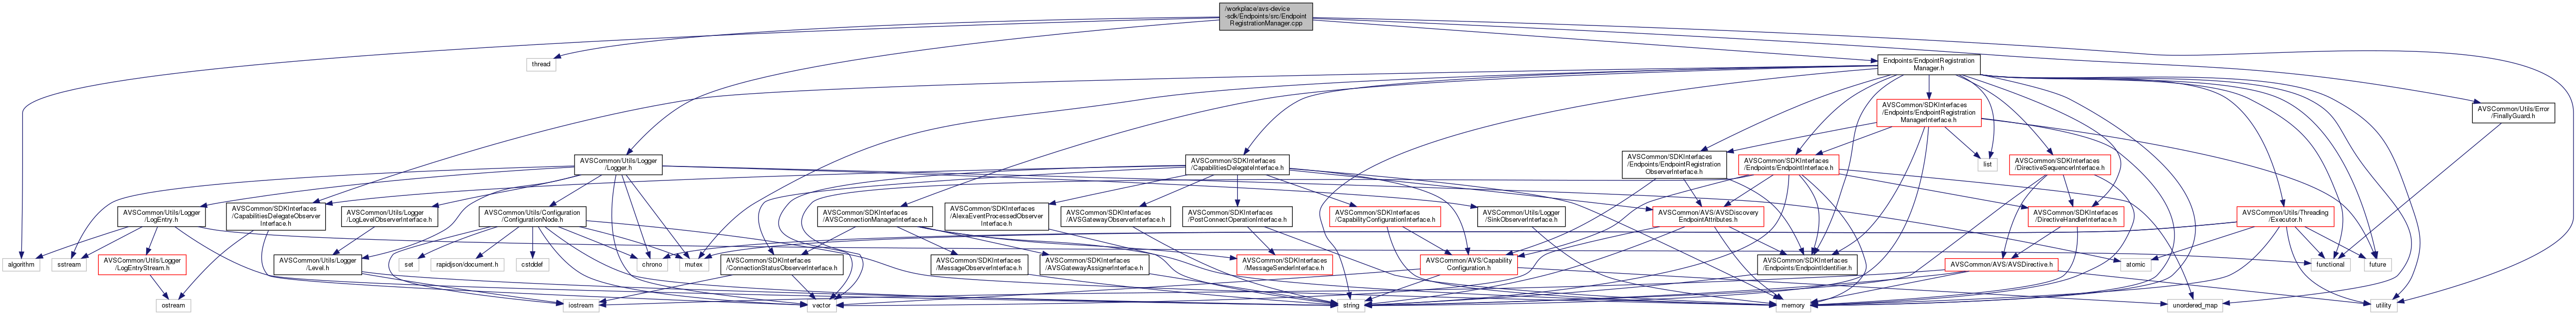 /workplace/avs-device
-sdk/Endpoints/src/Endpoint
RegistrationManager.cpp
thread
Endpoints/EndpointRegistration
Manager.h
AVSCommon/SDKInterfaces
/Endpoints/EndpointRegistration
ManagerInterface.h
AVSCommon/Utils/Error
/FinallyGuard.h
AVSCommon/Utils/Logger
/Logger.h
AVSCommon/SDKInterfaces
/CapabilitiesDelegateInterface.h
AVSCommon/SDKInterfaces
/Endpoints/EndpointRegistration
ObserverInterface.h
AVSCommon/SDKInterfaces
/Endpoints/EndpointInterface.h
list
AVSCommon/SDKInterfaces
/DirectiveSequencerInterface.h
AVSCommon/Utils/Logger
/LogEntry.h
AVSCommon/SDKInterfaces
/CapabilitiesDelegateObserver
Interface.h
AVSCommon/Utils/Logger
/LogLevelObserverInterface.h
AVSCommon/Utils/Configuration
/ConfigurationNode.h
AVSCommon/SDKInterfaces
/AVSConnectionManagerInterface.h
AVSCommon/SDKInterfaces
/AlexaEventProcessedObserver
Interface.h
AVSCommon/SDKInterfaces
/AVSGatewayObserverInterface.h
AVSCommon/SDKInterfaces
/PostConnectOperationInterface.h
AVSCommon/SDKInterfaces
/CapabilityConfigurationInterface.h
AVSCommon/Utils/Logger
/SinkObserverInterface.h
AVSCommon/AVS/AVSDiscovery
EndpointAttributes.h
AVSCommon/SDKInterfaces
/DirectiveHandlerInterface.h
AVSCommon/Utils/Threading
/Executor.h
algorithm
sstream
AVSCommon/Utils/Logger
/LogEntryStream.h
AVSCommon/Utils/Logger
/Level.h
set
rapidjson/document.h
cstddef
chrono
mutex
AVSCommon/SDKInterfaces
/ConnectionStatusObserverInterface.h
AVSCommon/SDKInterfaces
/MessageObserverInterface.h
AVSCommon/SDKInterfaces
/AVSGatewayAssignerInterface.h
AVSCommon/SDKInterfaces
/MessageSenderInterface.h
AVSCommon/AVS/Capability
Configuration.h
AVSCommon/SDKInterfaces
/Endpoints/EndpointIdentifier.h
AVSCommon/AVS/AVSDirective.h
atomic
functional
future
ostream
iostream
vector
string
memory
unordered_map
utility